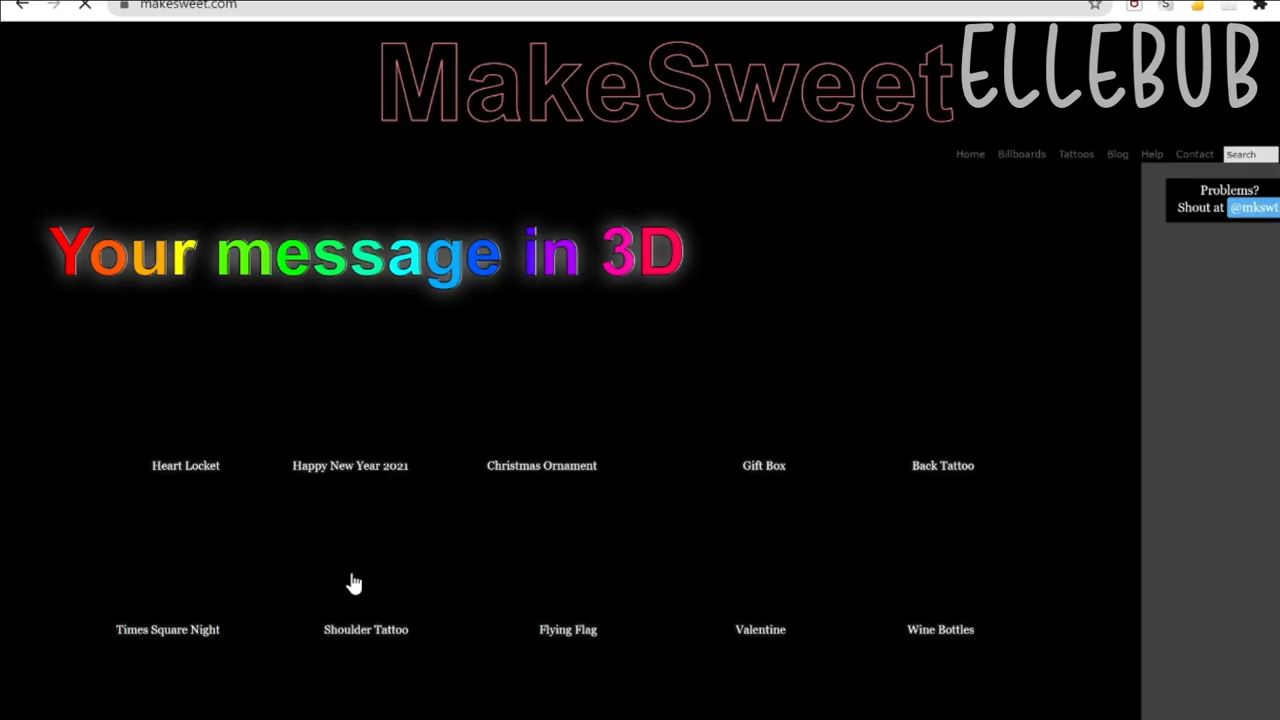 makesweet.com
MakeSweet
ELLEBUB
Home Billboards Tattoos Blog Help Contact Search
Problems?
Shout at @mkswt
Your message in 3D
Heart Locket Happy New Year 2021 Christmas Ornament Gift Box Back Tattoo
Times Square Night Shoulder Tattoo Flying Flag Valentine Wine Bottles